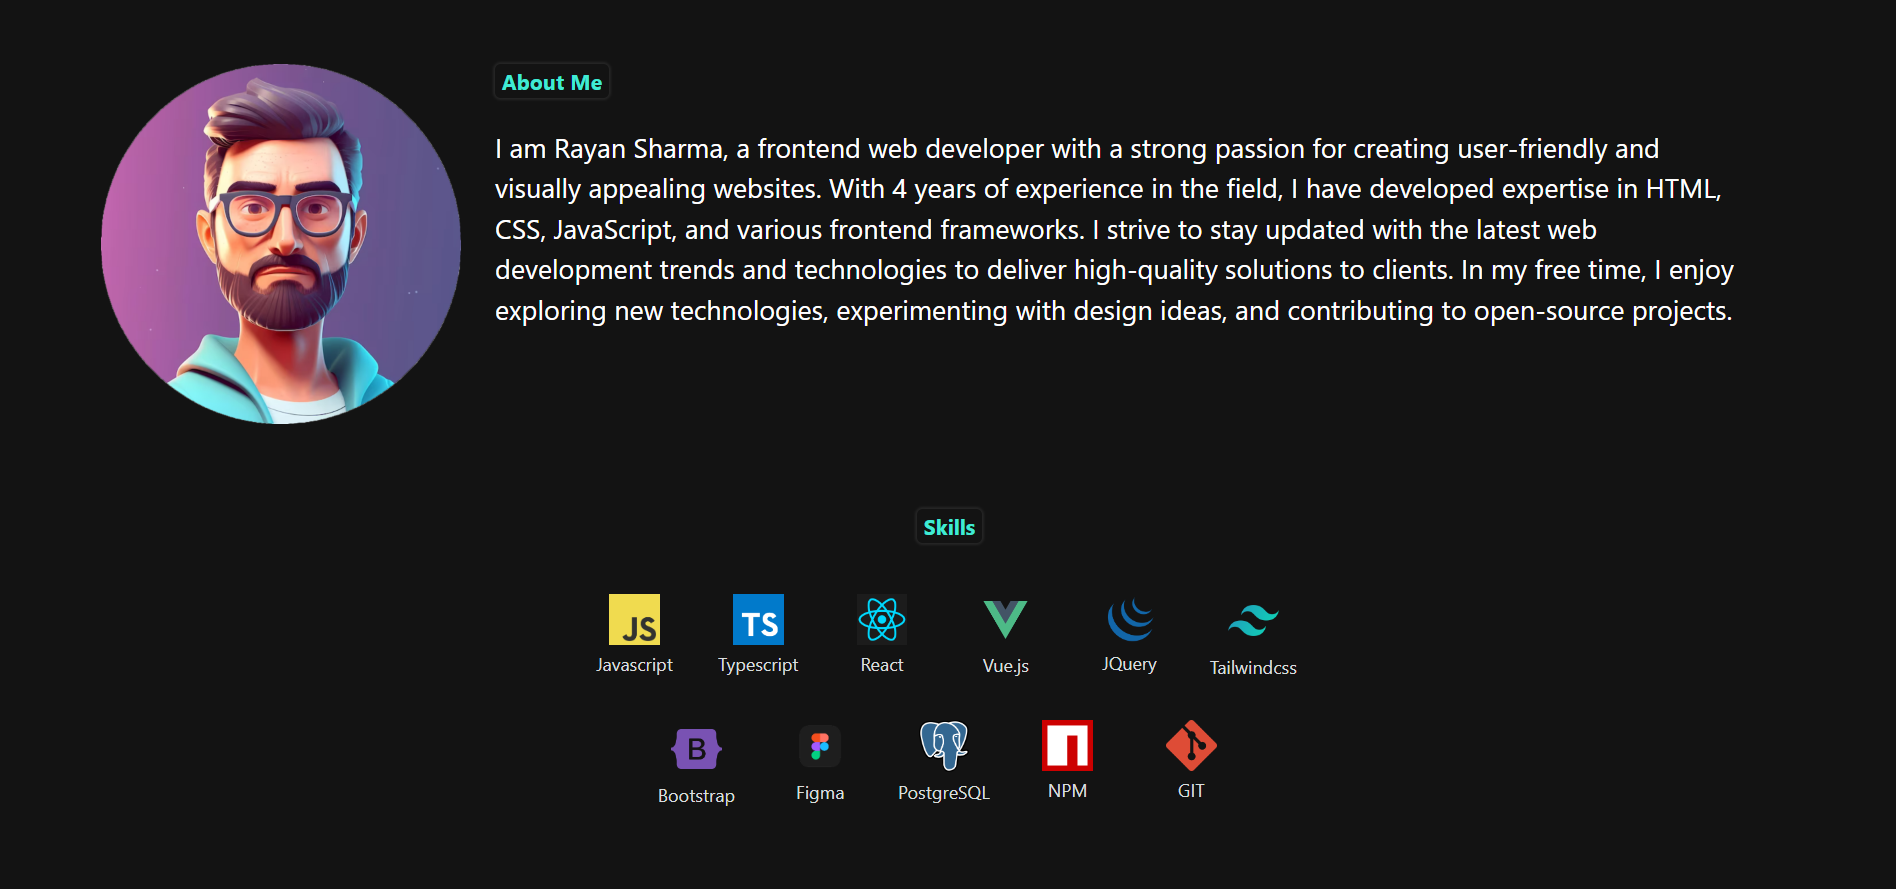 About Me
I am Rayan Sharma, a frontend web developer with a strong passion for creating user-friendly and
visually appealing websites. With 4 years of experience in the field, I have developed expertise in HTML,
CSS, JavaScript, and various frontend frameworks. I strive to stay updated with the latest web
development trends and technologies to deliver high-quality solutions to clients. In my free time, I enjoy
exploring new technologies, experimenting with design ideas, and contributing to open-source projects.
Skills
JS
TS
Javascript
Typescript
React
Vue.js
JQuery
Tailwindcss
B
Bootstrap
Figma
PostgreSQL
NPM
GIT